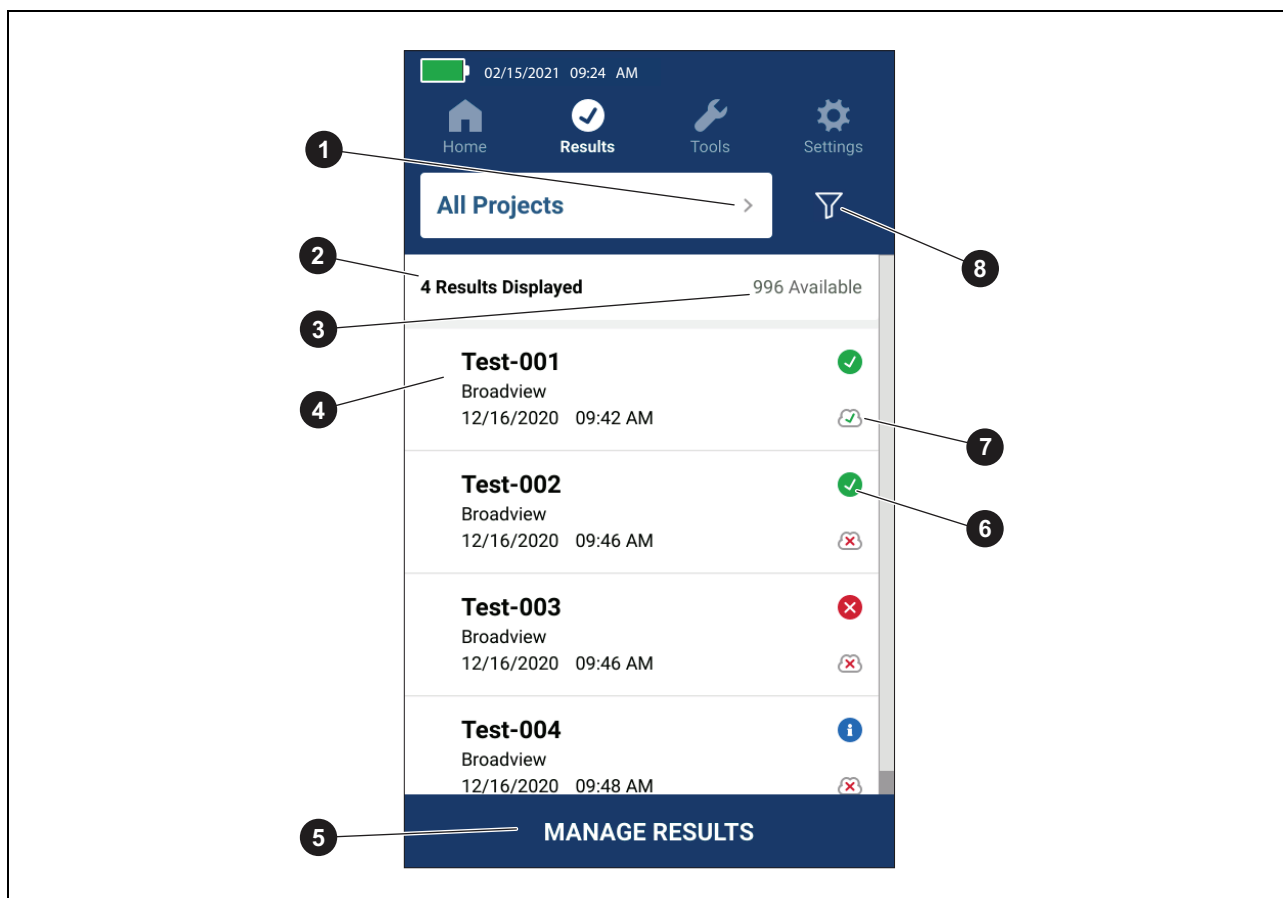 02/15/2021 09:24 AM
Home Results Tools Settings
1
All Projects
8
2
4 Results Displayed 996 Available
3
Test-001
Broadview
12/16/2020 09:42 AM
4
7
Test-002
Broadview
12/16/2020 09:46 AM
6
Test-003
Broadview
12/16/2020 09:46 AM
Test-004
Broadview
12/16/2020 09:48 AM
5
MANAGE RESULTS